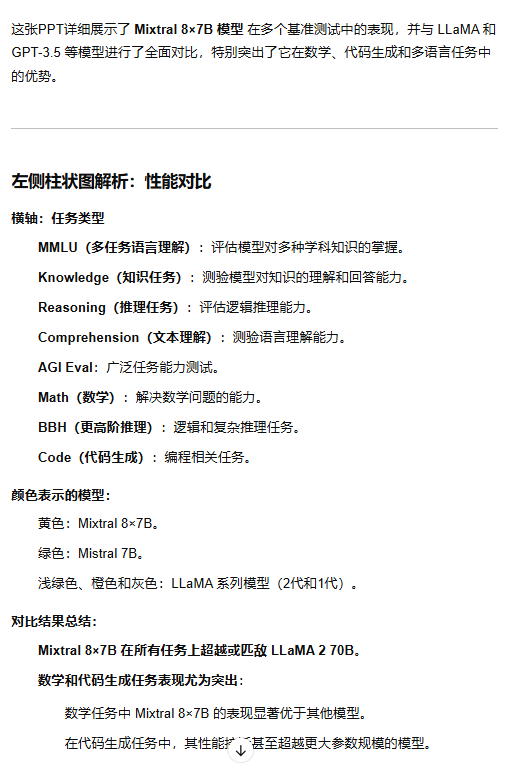 这张PPT详细展示了 Mixtral 8×7B 模型 在多个基准测试中的表现，并与 LLaMA 和
GPT-3.5 等模型进行了全面对比，特别突出了它在数学、代码生成和多语言任务中
的优势。
左侧柱状图解析：性能对比
横轴：任务类型
MMLU（多任务语言理解）：评估模型对多种学科知识的掌握。
Knowledge（知识任务）：测验模型对知识的理解和回答能力。
Reasoning（推理任务）：评估逻辑推理能力。
Comprehension（文本理解）：测验语言理解能力。
AGI Eval：广泛任务能力测试。
Math（数学）：解决数学问题的能力。
BBH（更高阶推理）：逻辑和复杂推理任务。
Code（代码生成）：编程相关任务。
颜色表示的模型：
黄色：Mixtral 8×7B。
绿色：Mistral 7B。
浅绿色、橙色和灰色：LLaMA 系列模型（2代和1代）。
对比结果总结：
Mixtral 8×7B 在所有任务上超越或匹敌 LLaMA 2 70B。
数学和代码生成任务表现尤为突出：
数学任务中 Mixtral 8×7B 的表现显著优于其他模型。
在代码生成任务中，其性能接近甚至超越更大参数规模的模型。